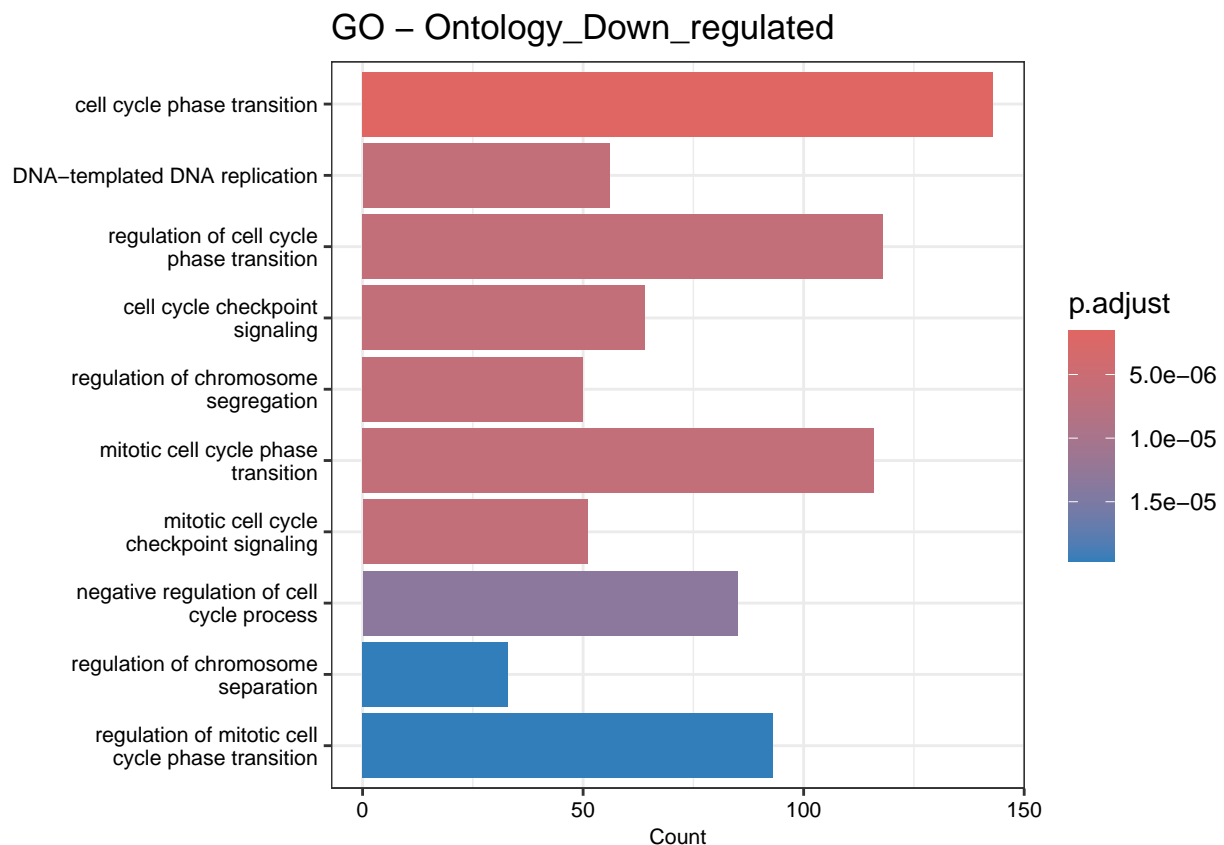 GO – Ontology_Down_regulated
cell cycle phase transition
DNA−templated DNA replication
regulation of cell cycle
phase transition
cell cycle checkpoint
signaling
regulation of chromosome
segregation
mitotic cell cycle phase
transition
mitotic cell cycle
checkpoint signaling
negative regulation of cell
cycle process
regulation of chromosome
separation
regulation of mitotic cell
cycle phase transition
0 50 100 150
Count
p.adjust
5.0e−06
1.0e−05
1.5e−05